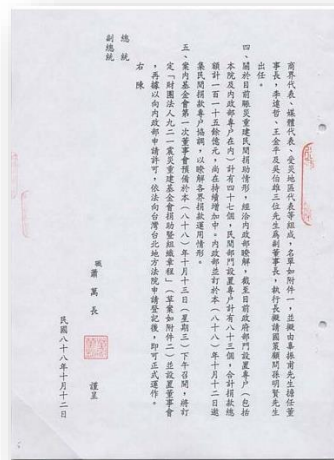 商界代表、媒體代表、受災地區代表等組成，名單如附件一，並擬由辜振甫先生擔任董
事長，李遠哲、王金平及吳伯雄三位先生為副董事長，執行長擬請國策顧問孫明賢先生
出任。
四、關於目前賑災重建民間捐助情形，經洽內政部瞭解，截至目前政府部門設置專戶（包括
本院及內政部專戶在內）計有四十七個，民間部門設置專戶計有八十三個，合計捐款總
額計一百一十五餘億元，尚在持續增加中。內政部並訂於本（八十八）年十月十二日邀
集民間捐款專戶協調，以瞭解各界捐款運用情形。
五、案內基金會第一次董事會預備於本（八十八）年十月十三日（星期三）下午召開，將訂
定「財團法人九二一震災重建基金會捐助暨組織章程」（草案如附件二）並設置董事會
，再據以向內政部申請許可，依法向台灣台北地方法院申請登記後，即可正式運作。
右 陳
總統
副總統
職 蕭萬長 謹呈
民國八十八年十月十二日